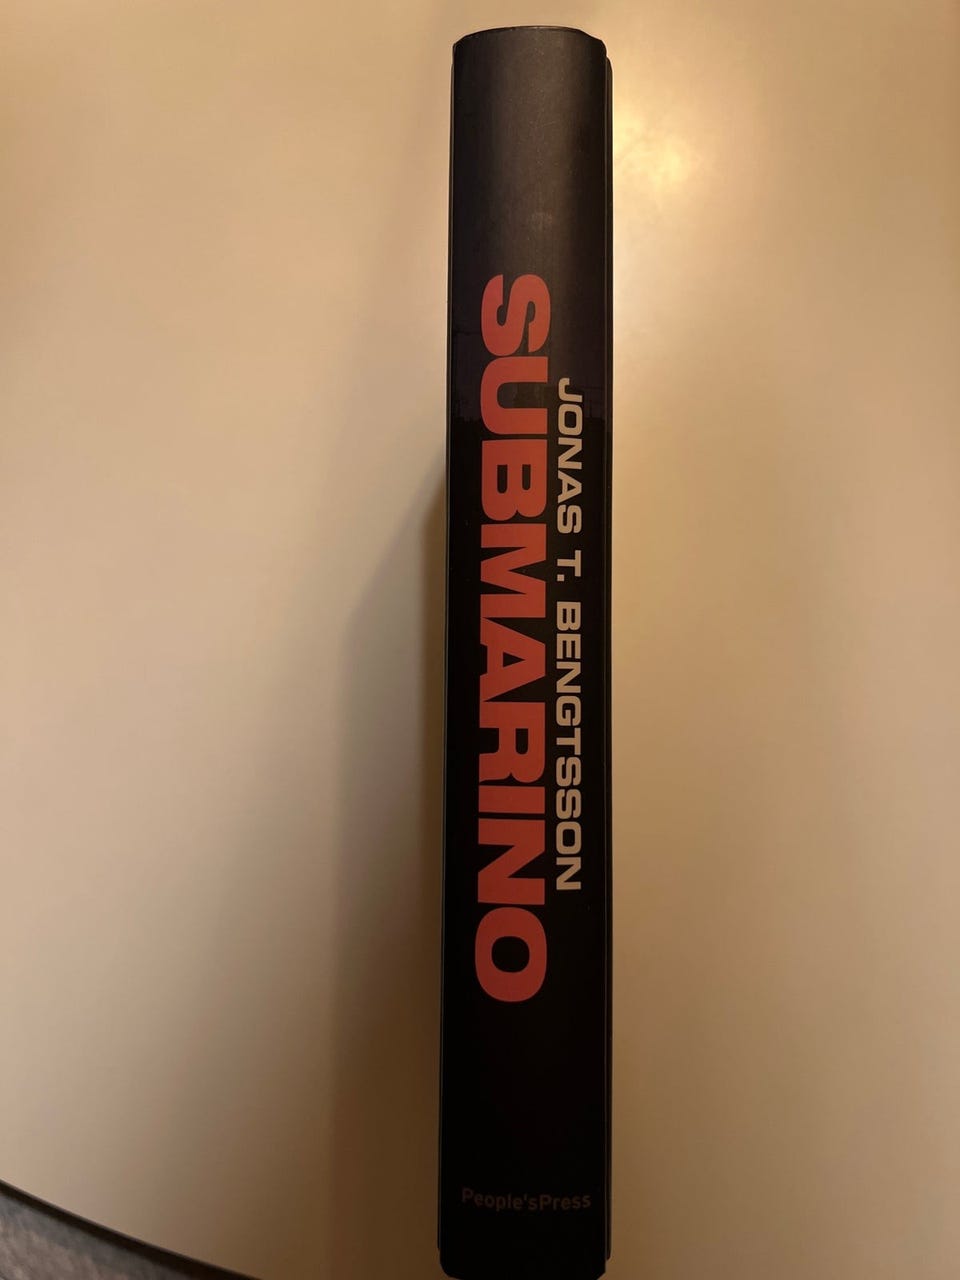 JONAS T. BENGTSSON
SUBMARINO
People'sPress